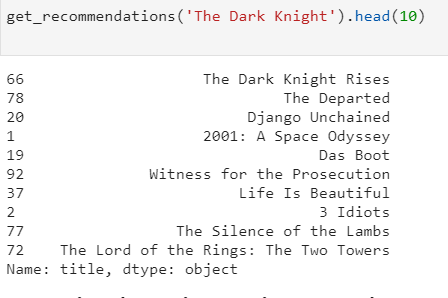 get_recommendations('The Dark Knight').head(10)
66 The Dark Knight Rises
78 The Departed
20 Django Unchained
1 2001: A Space Odyssey
19 Das Boot
92 Witness for the Prosecution
37 Life Is Beautiful
2 3 Idiots
77 The Silence of the Lambs
72 The Lord of the Rings: The Two Towers
Name: title, dtype: object